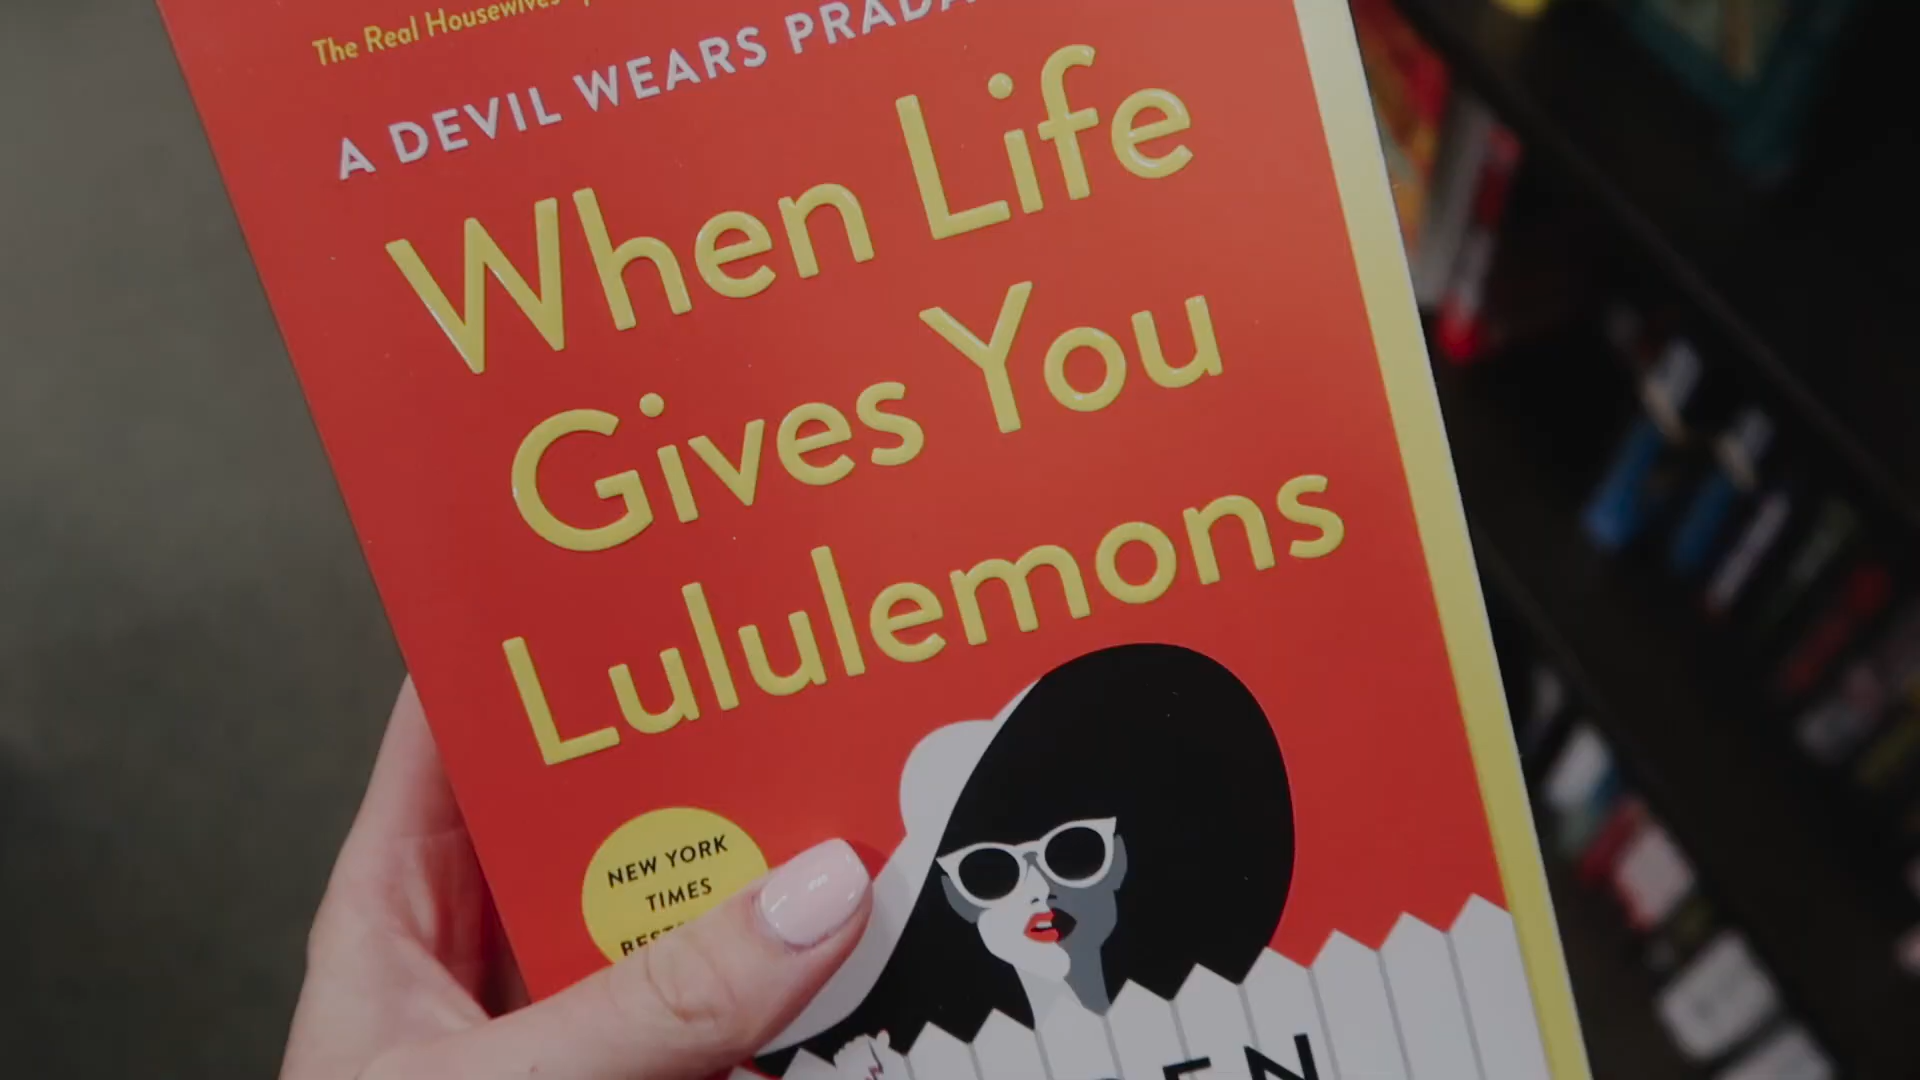 The Real Housewives
A DEVIL WEARS PRADA
When Life
Gives You
Lululemons
NEW YORK
TIMES